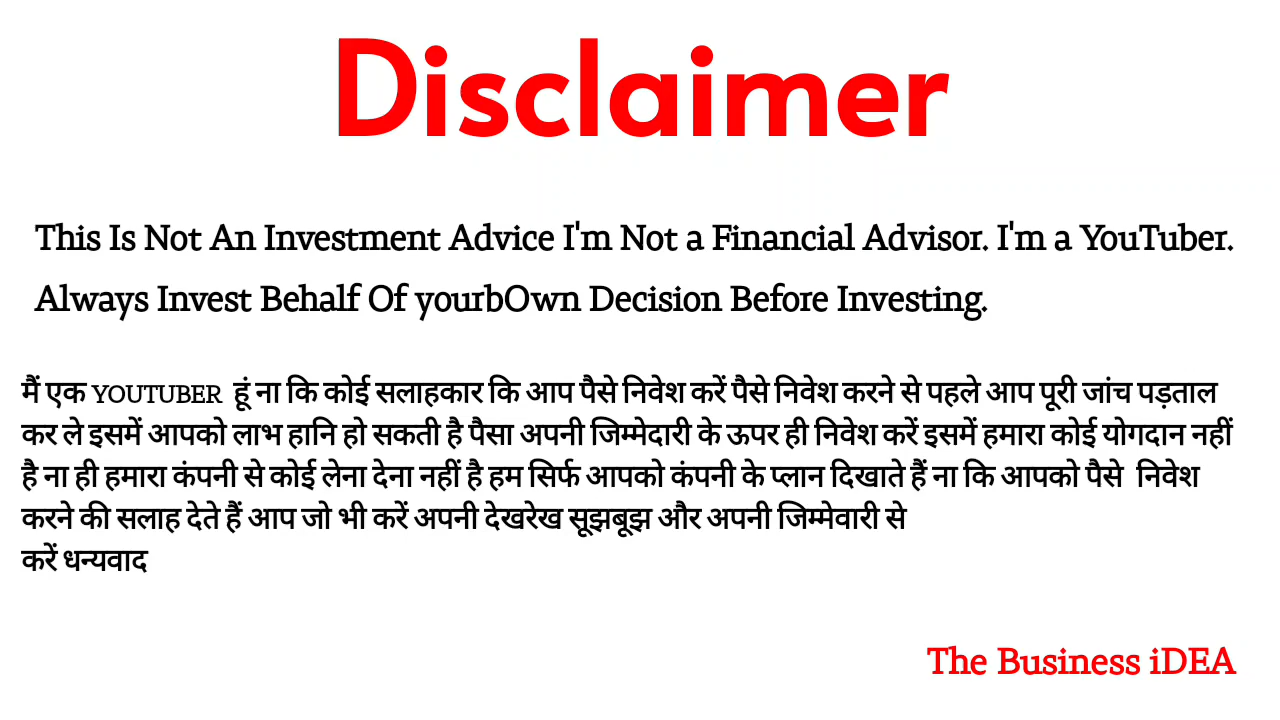 Disclaimer
This Is Not An Investment Advice I'm Not a Financial Advisor. I'm a YouTuber.
Always Invest Behalf Of yourbOwn Decision Before Investing.
मैं एक YOUTUBER हूं ना कि कोई सलाहकार कि आप पैसे निवेश करें पैसे निवेश करने से पहले आप पूरी जांच पड़ताल
कर ले इसमें आपको लाभ हानि हो सकती है पैसा अपनी जिम्मेदारी के ऊपर ही निवेश करें इसमें हमारा कोई योगदान नहीं
है ना ही हमारा कंपनी से कोई लेना देना नहीं है हम सिर्फ आपको कंपनी के प्लान दिखाते हैं ना कि आपको पैसे निवेश
करने की सलाह देते हैं आप जो भी करें अपनी देखरेख सूझबूझ और अपनी जिम्मेवारी से
करें धन्यवाद
The Business iDEA